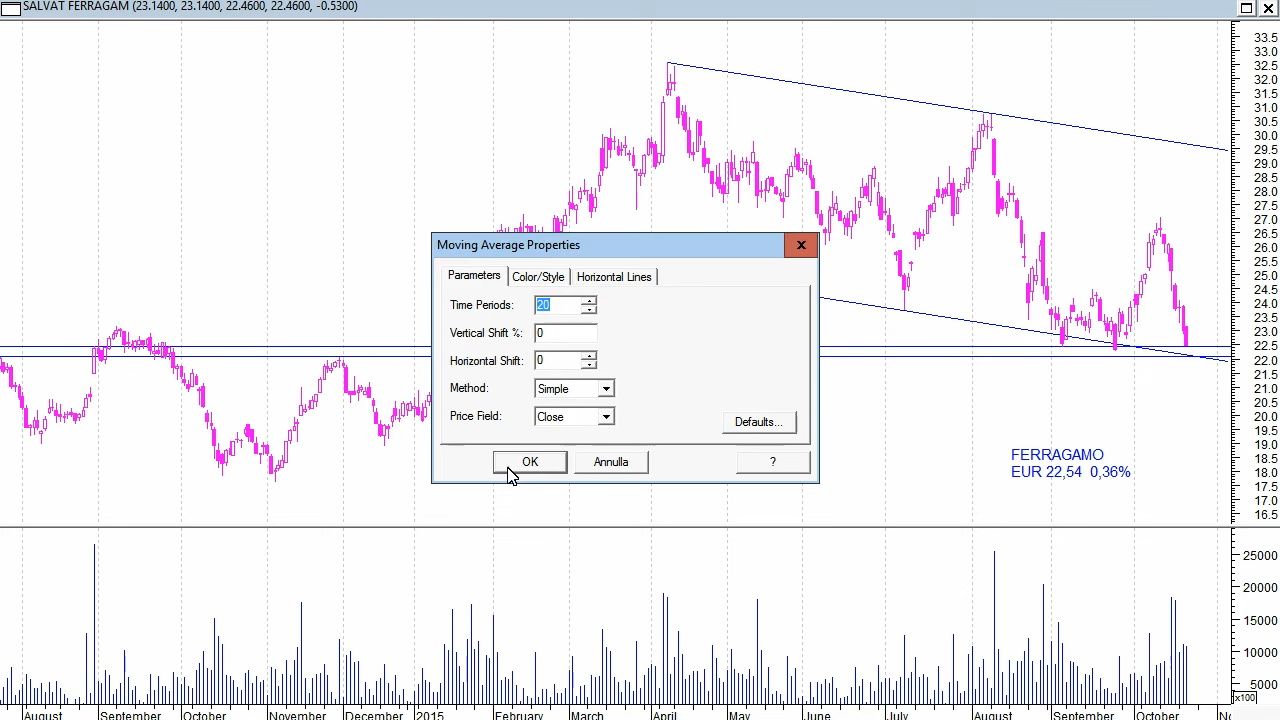 SALVAT FERRAGAM (23.1400, 23.1400, 22.4600, 22.4600, -0.5300)
33.5
33.0
32.5
32.0
31.5
31.0
30.5
30.0
29.5
29.0
28.5
28.0
27.5
27.0
26.5
26.0
25.5
25.0
24.5
24.0
23.5
23.0
22.5
22.0
21.5
21.0
20.5
20.0
19.5
19.0
18.5
18.0
17.5
17.0
16.5
Moving Average Properties
Parameters Color/Style Horizontal Lines
Time Periods: 20
Vertical Shift %: 0
Horizontal Shift: 0
Method: Simple
Price Field: Close
Defaults...
OK Annulla ?
FERRAGAMO
EUR 22,54 0,36%
25000
20000
15000
10000
5000
x100
August September October November December 2015 February March April May June July August September October